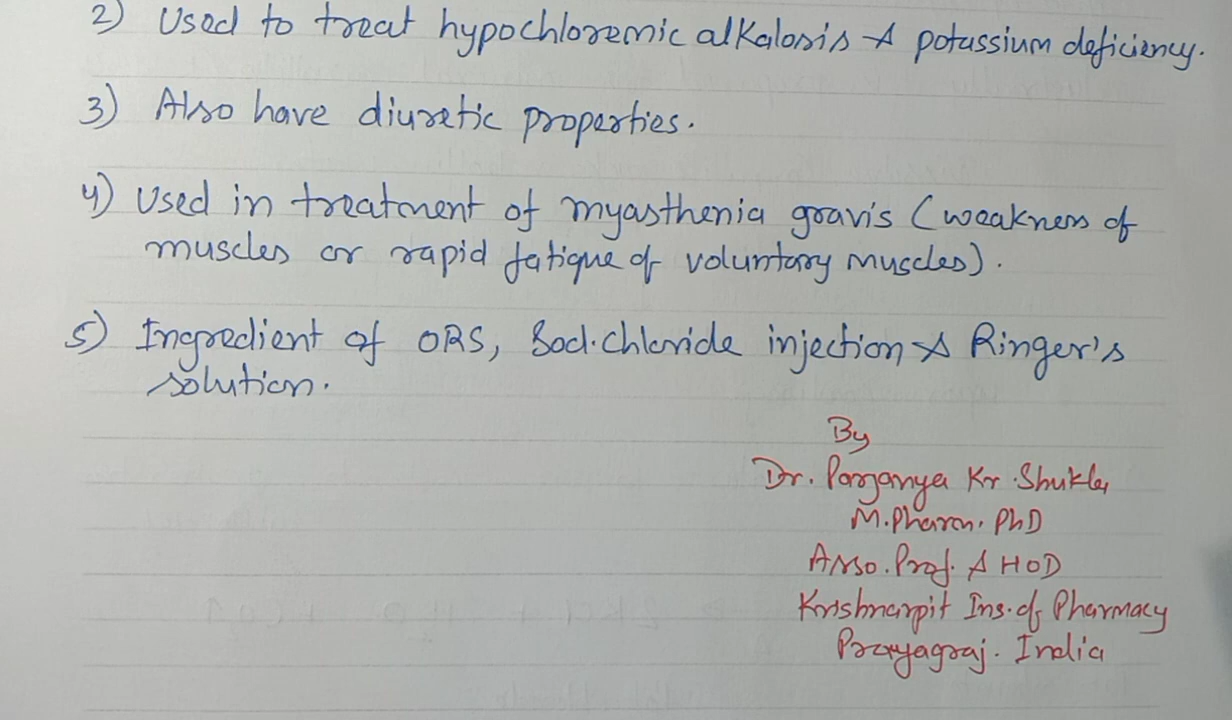 2) Used to treat hypochloremic alkalosis & potassium deficiency.
3) Also have diuretic properties.
4) Used in treatment of myasthenia gravis (weakness of
muscles or rapid fatigue of voluntary muscles).
5) Ingredient of ORS, Sod. chloride injection & Ringer's
solution.
By
Dr. Parjanya Kr. Shukla
M.Pharm. PhD
Asso. Prof. & HOD
Krishnarpit Ins. of Pharmacy
Prayagraj. India